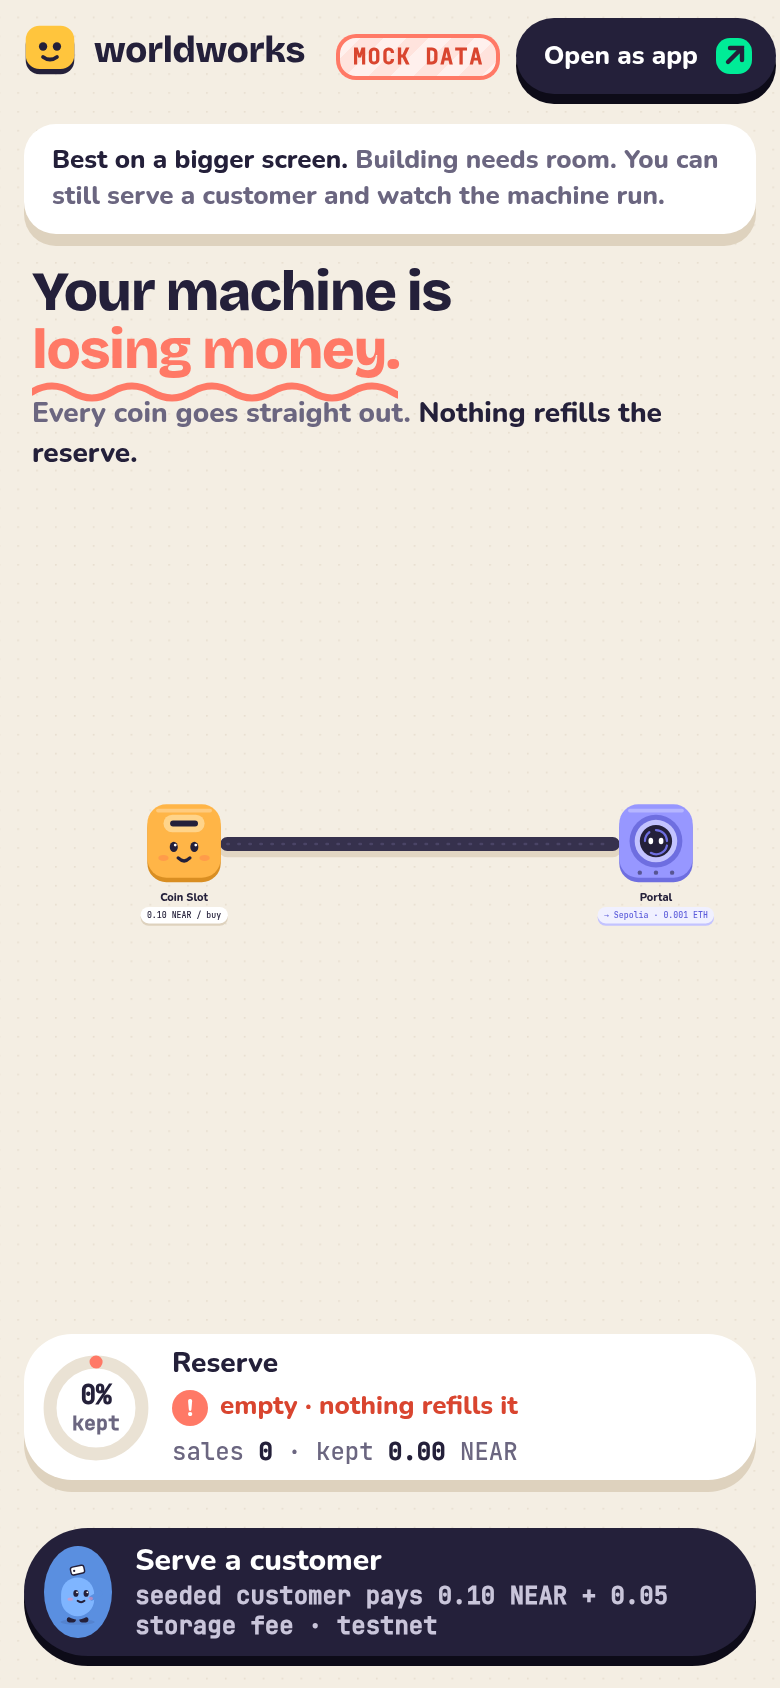 worldworks
MOCK DATA
Open as app
Best on a bigger screen. Building needs room. You can
still serve a customer and watch the machine run.
Your machine is
losing money.
Every coin goes straight out. Nothing refills the
reserve.
Coin Slot
0.10 NEAR / buy
Portal
→ Sepolia · 0.001 ETH
0%
kept
Reserve
! empty · nothing refills it
sales 0 · kept 0.00 NEAR
Serve a customer
seeded customer pays 0.10 NEAR + 0.05
storage fee · testnet